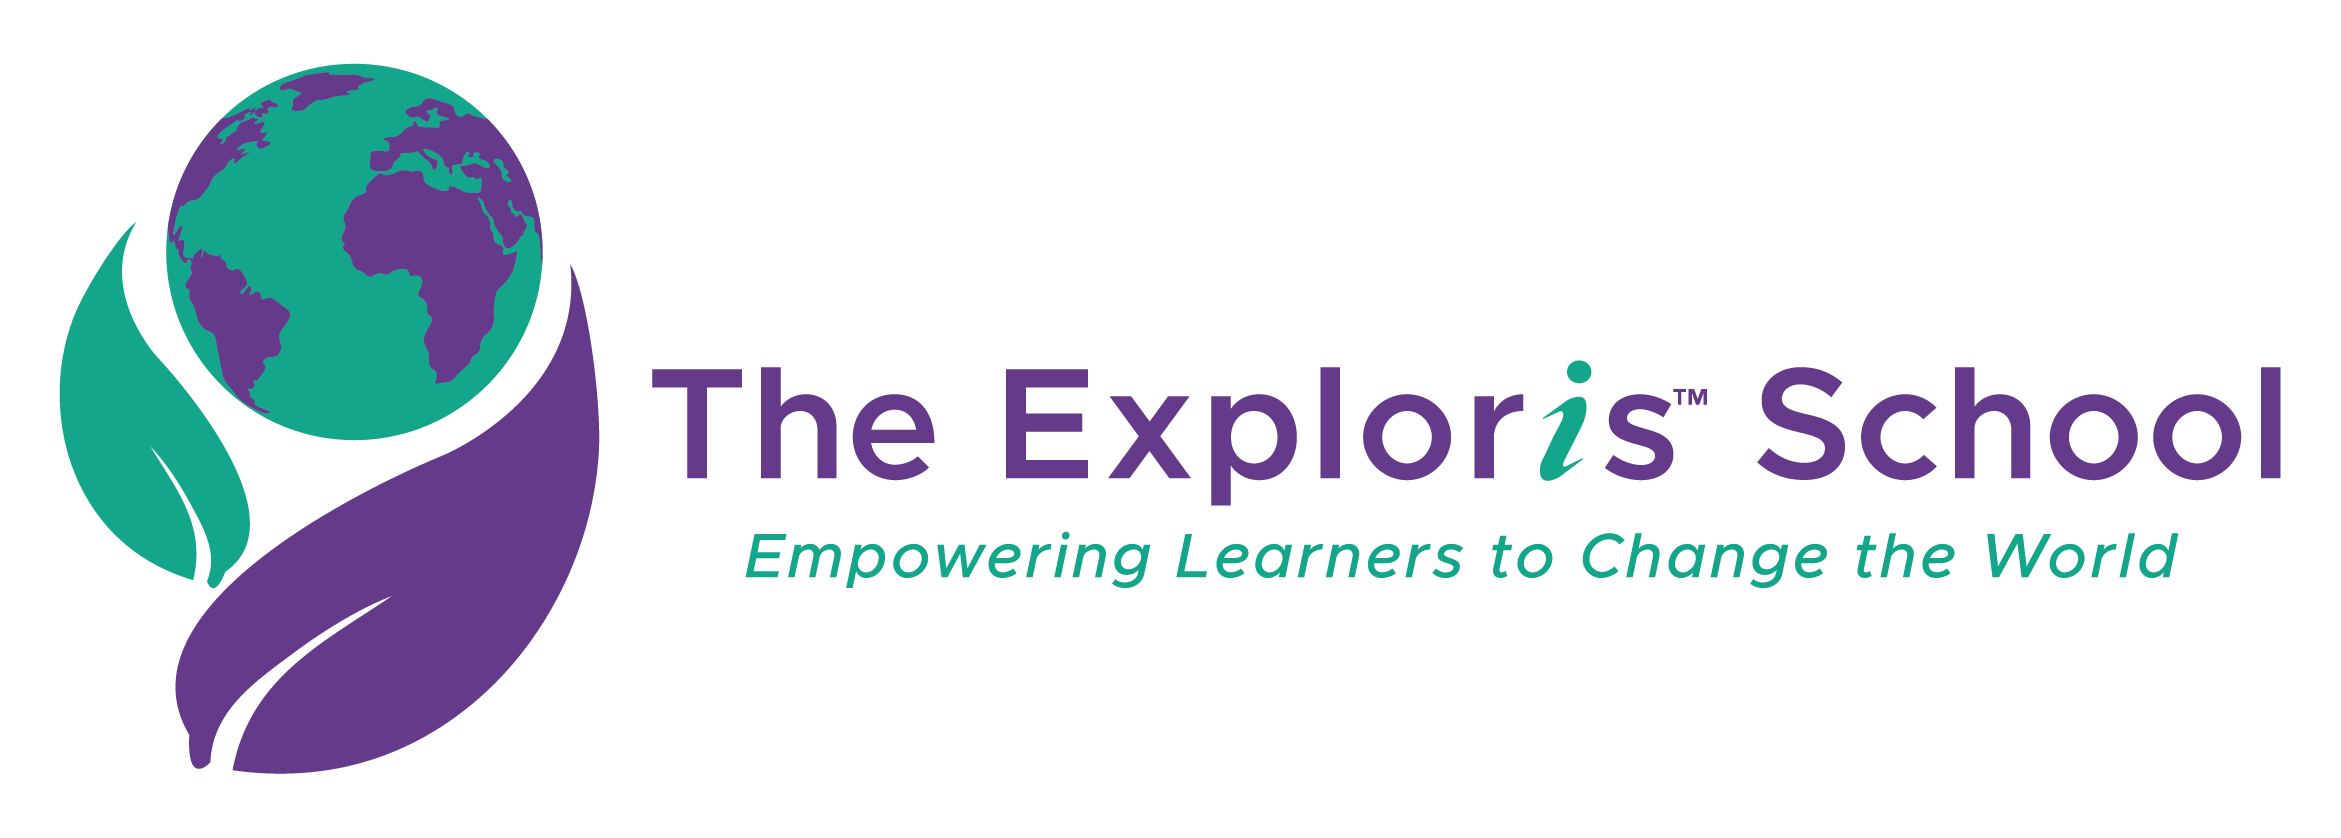 The Exploris™ School
Empowering Learners to Change the World